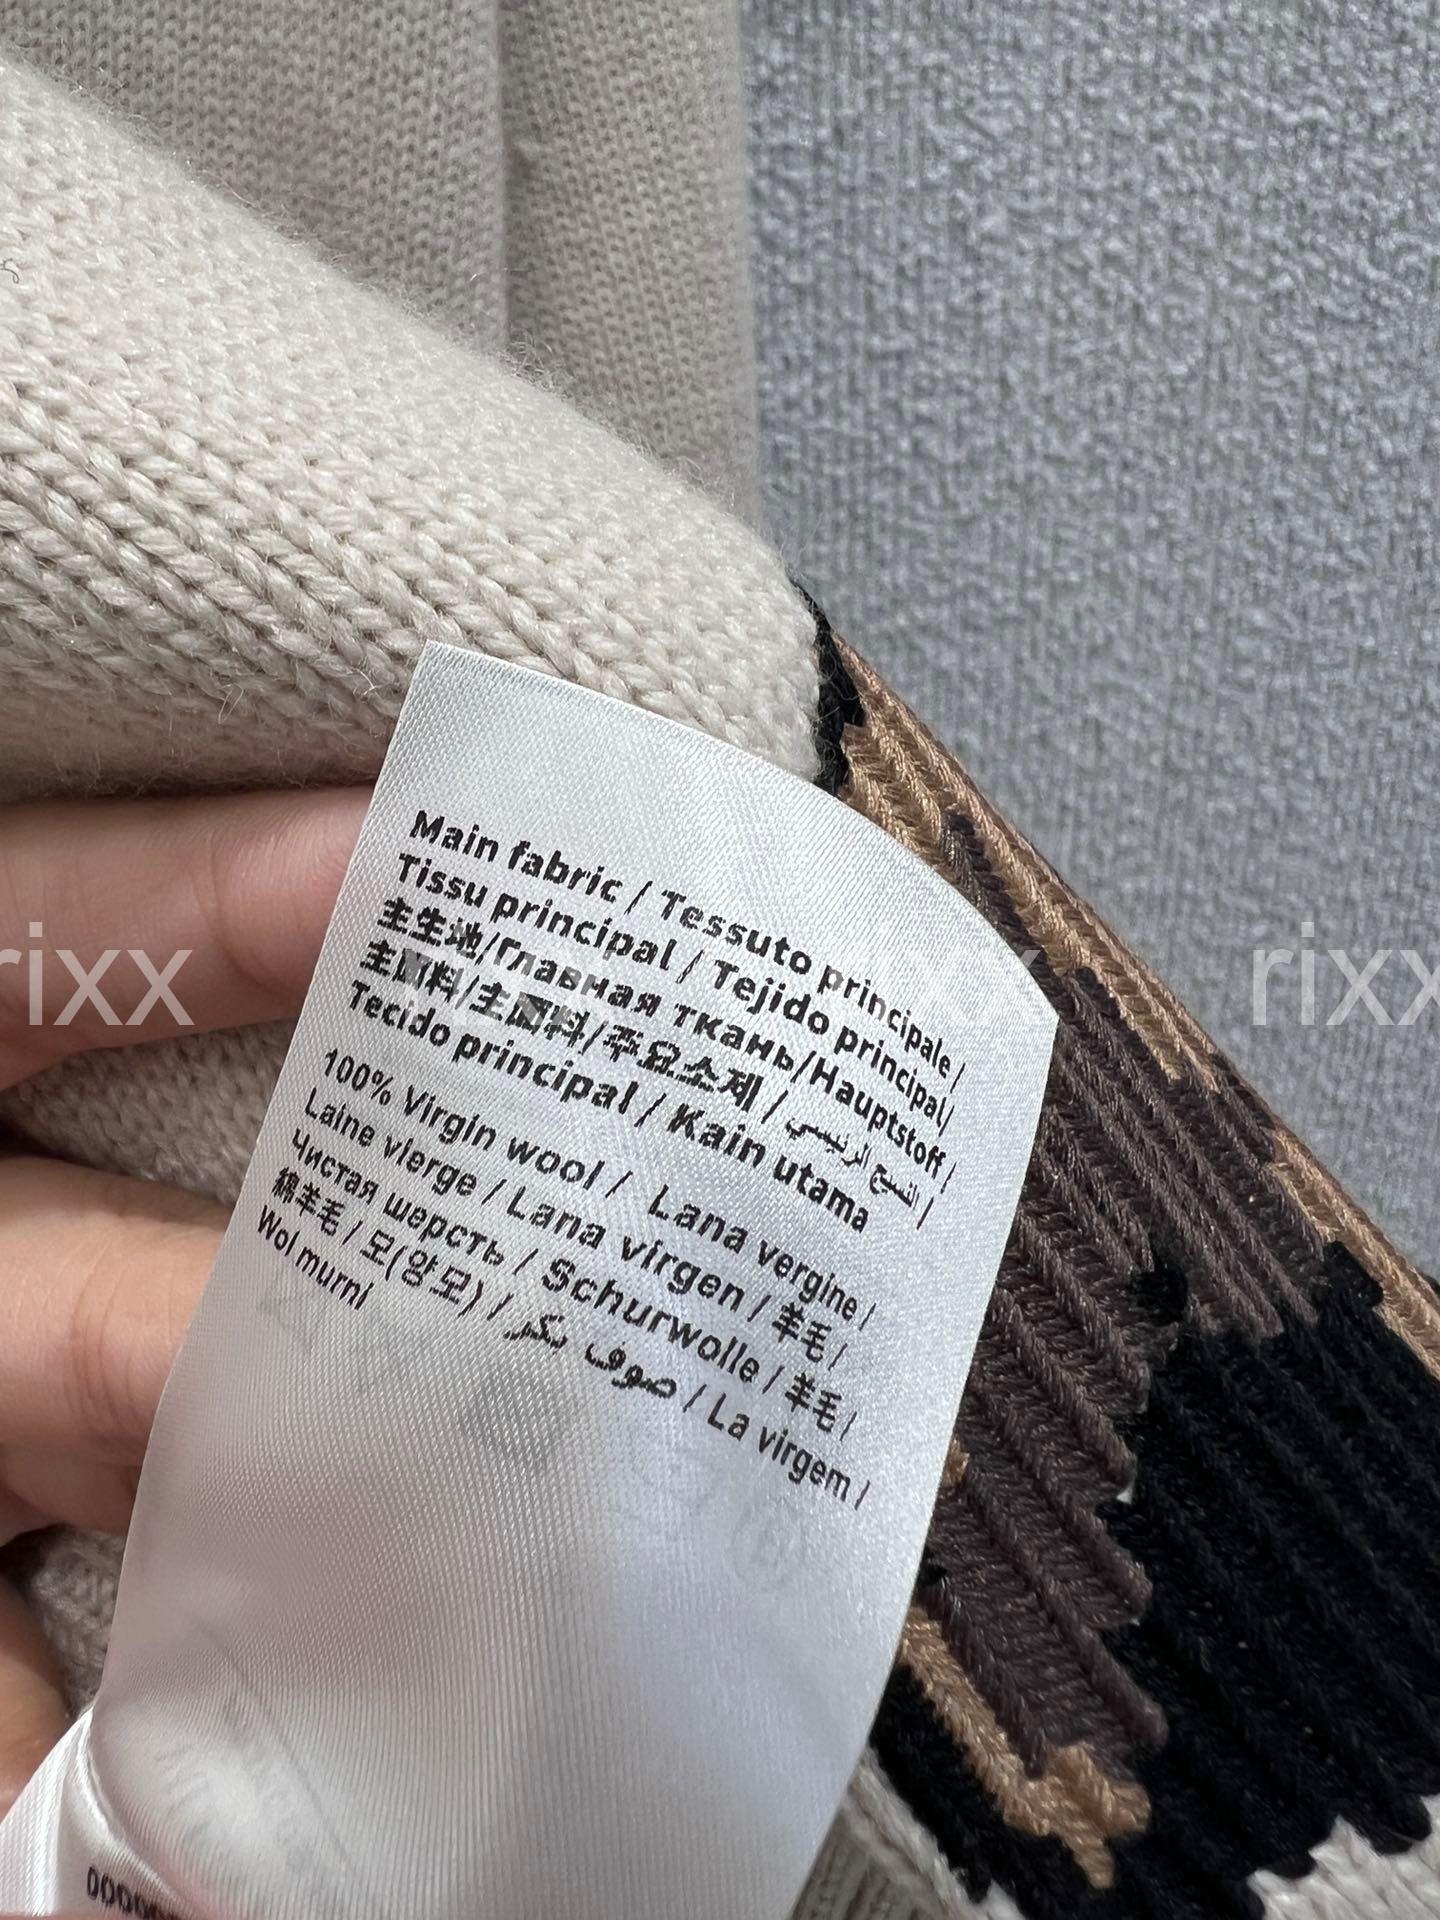 Main fabric / Tessuto principale /
Tissu principal / Tejido principal/
主生地/Главная ткань/Hauptstoff /
主面料/主面料/주요소재 / النسيج الرئيسي /
Tecido principal / Kain utama
100% Virgin wool / Lana vergine /
Laine vierge / Lana virgen / 羊毛 /
Чистая шерсть / Schurwolle / 羊毛 /
綿羊毛 / 모(양모) / صوف بكر / La virgem /
Wol murni
rixx
rixx